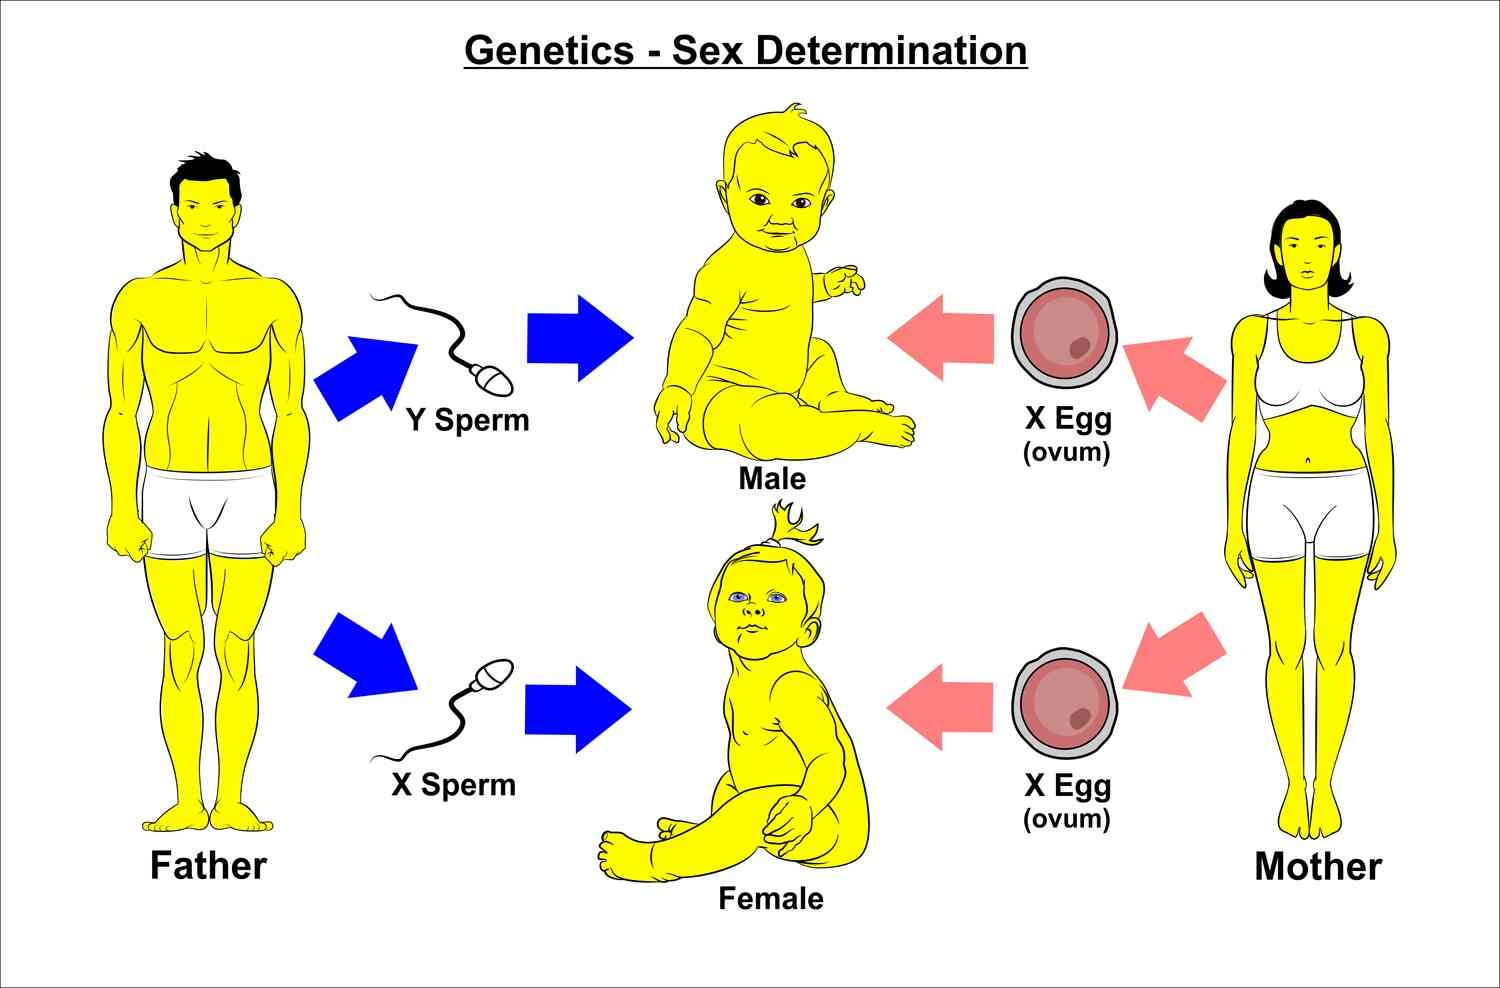 Genetics - Sex Determination
Y Sperm
X Egg
(ovum)
Male
X Sperm
X Egg
(ovum)
Father
Mother
Female